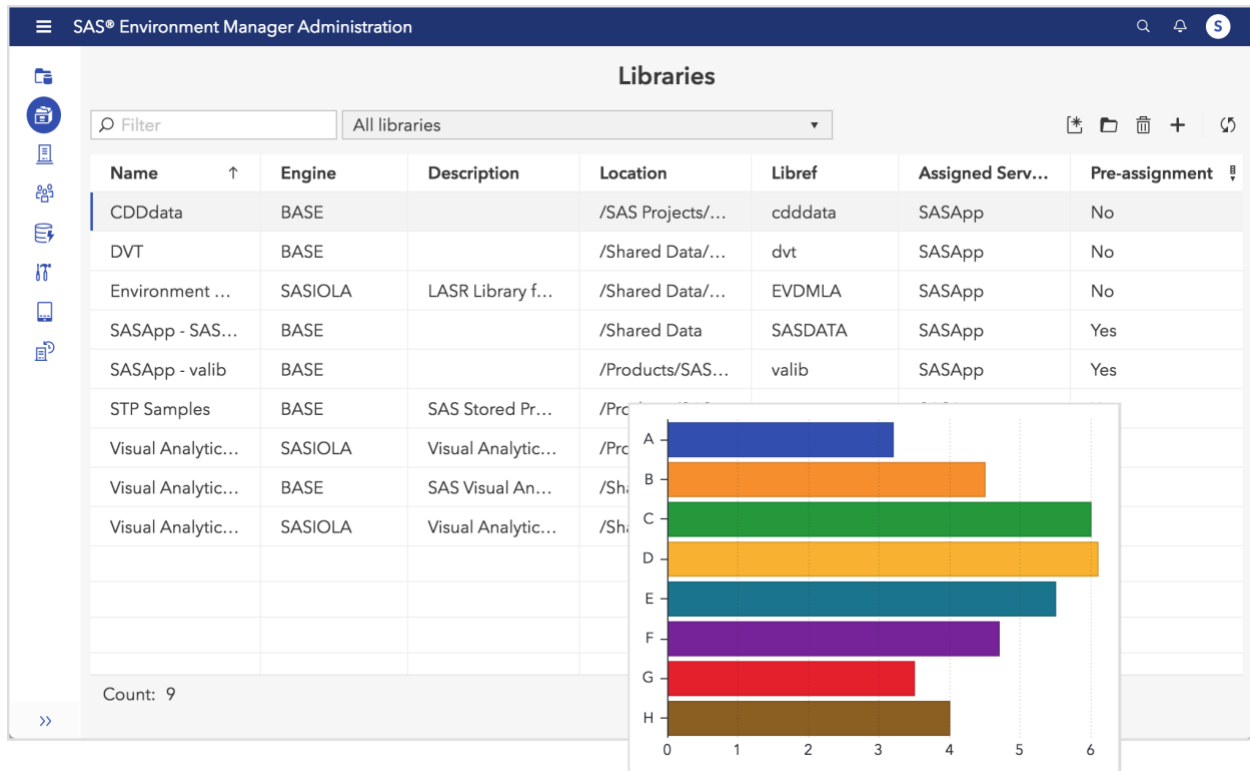 SAS® Environment Manager Administration
S
Libraries
Filter
All libraries
Name Engine Description Location Libref Assigned Serv... Pre-assignment
CDDdata BASE /SAS Projects/... cdddata SASApp No
DVT BASE /Shared Data/... dvt SASApp No
Environment ... SASIOLA LASR Library f... /Shared Data/... EVDMLA SASApp No
SASApp - SAS... BASE /Shared Data SASDATA SASApp Yes
SASApp - valib BASE /Products/SAS... valib SASApp Yes
STP Samples BASE SAS Stored Pr...
Visual Analytic... SASIOLA Visual Analytic...
Visual Analytic... BASE SAS Visual An...
Visual Analytic... SASIOLA Visual Analytic...
Count: 9
A
B
C
D
E
F
G
H
0 1 2 3 4 5 6